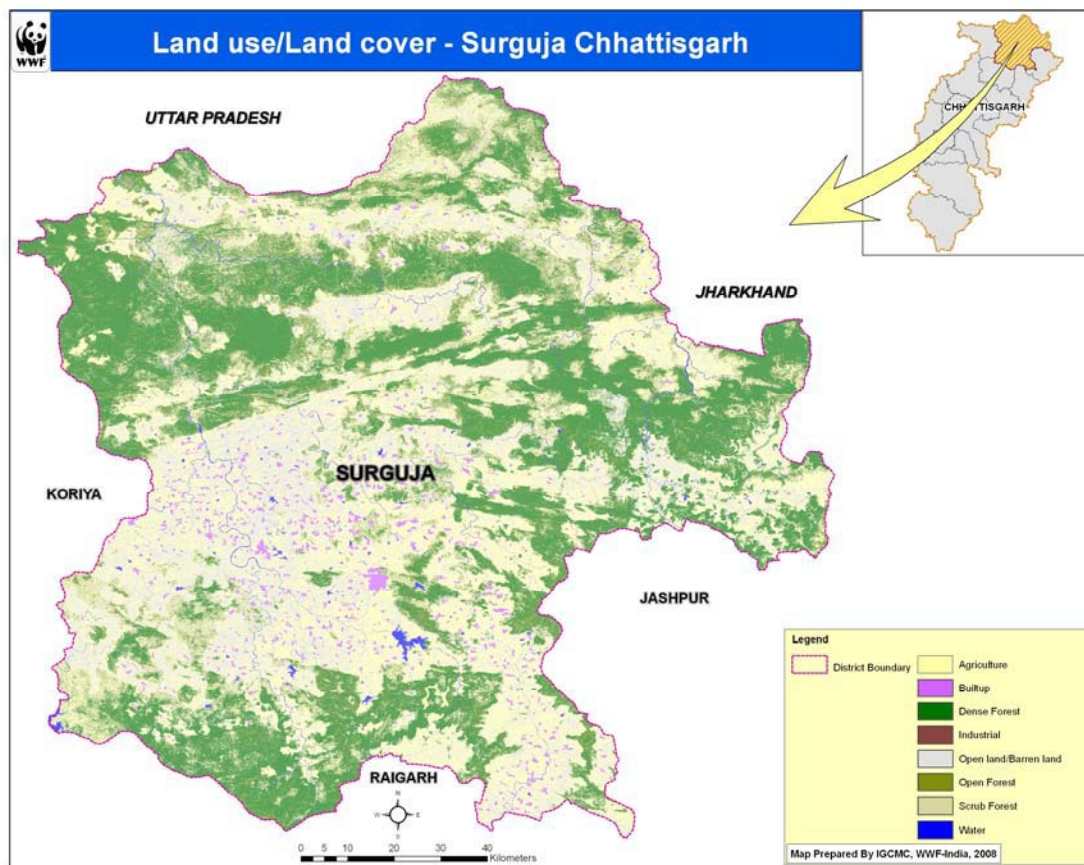 WWF
Land use/Land cover - Surguja Chhattisgarh
CHHATTISGARH
UTTAR PRADESH
JHARKHAND
SURGUJA
KORIYA
JASHPUR
RAIGARH
N
W E
S
0 5 10 20 30 40
Kilometers
Legend
District Boundary
Agriculture
Builtup
Dense Forest
Industrial
Open land/Barren land
Open Forest
Scrub Forest
Water
Map Prepared By IGCMC, WWF-India, 2008